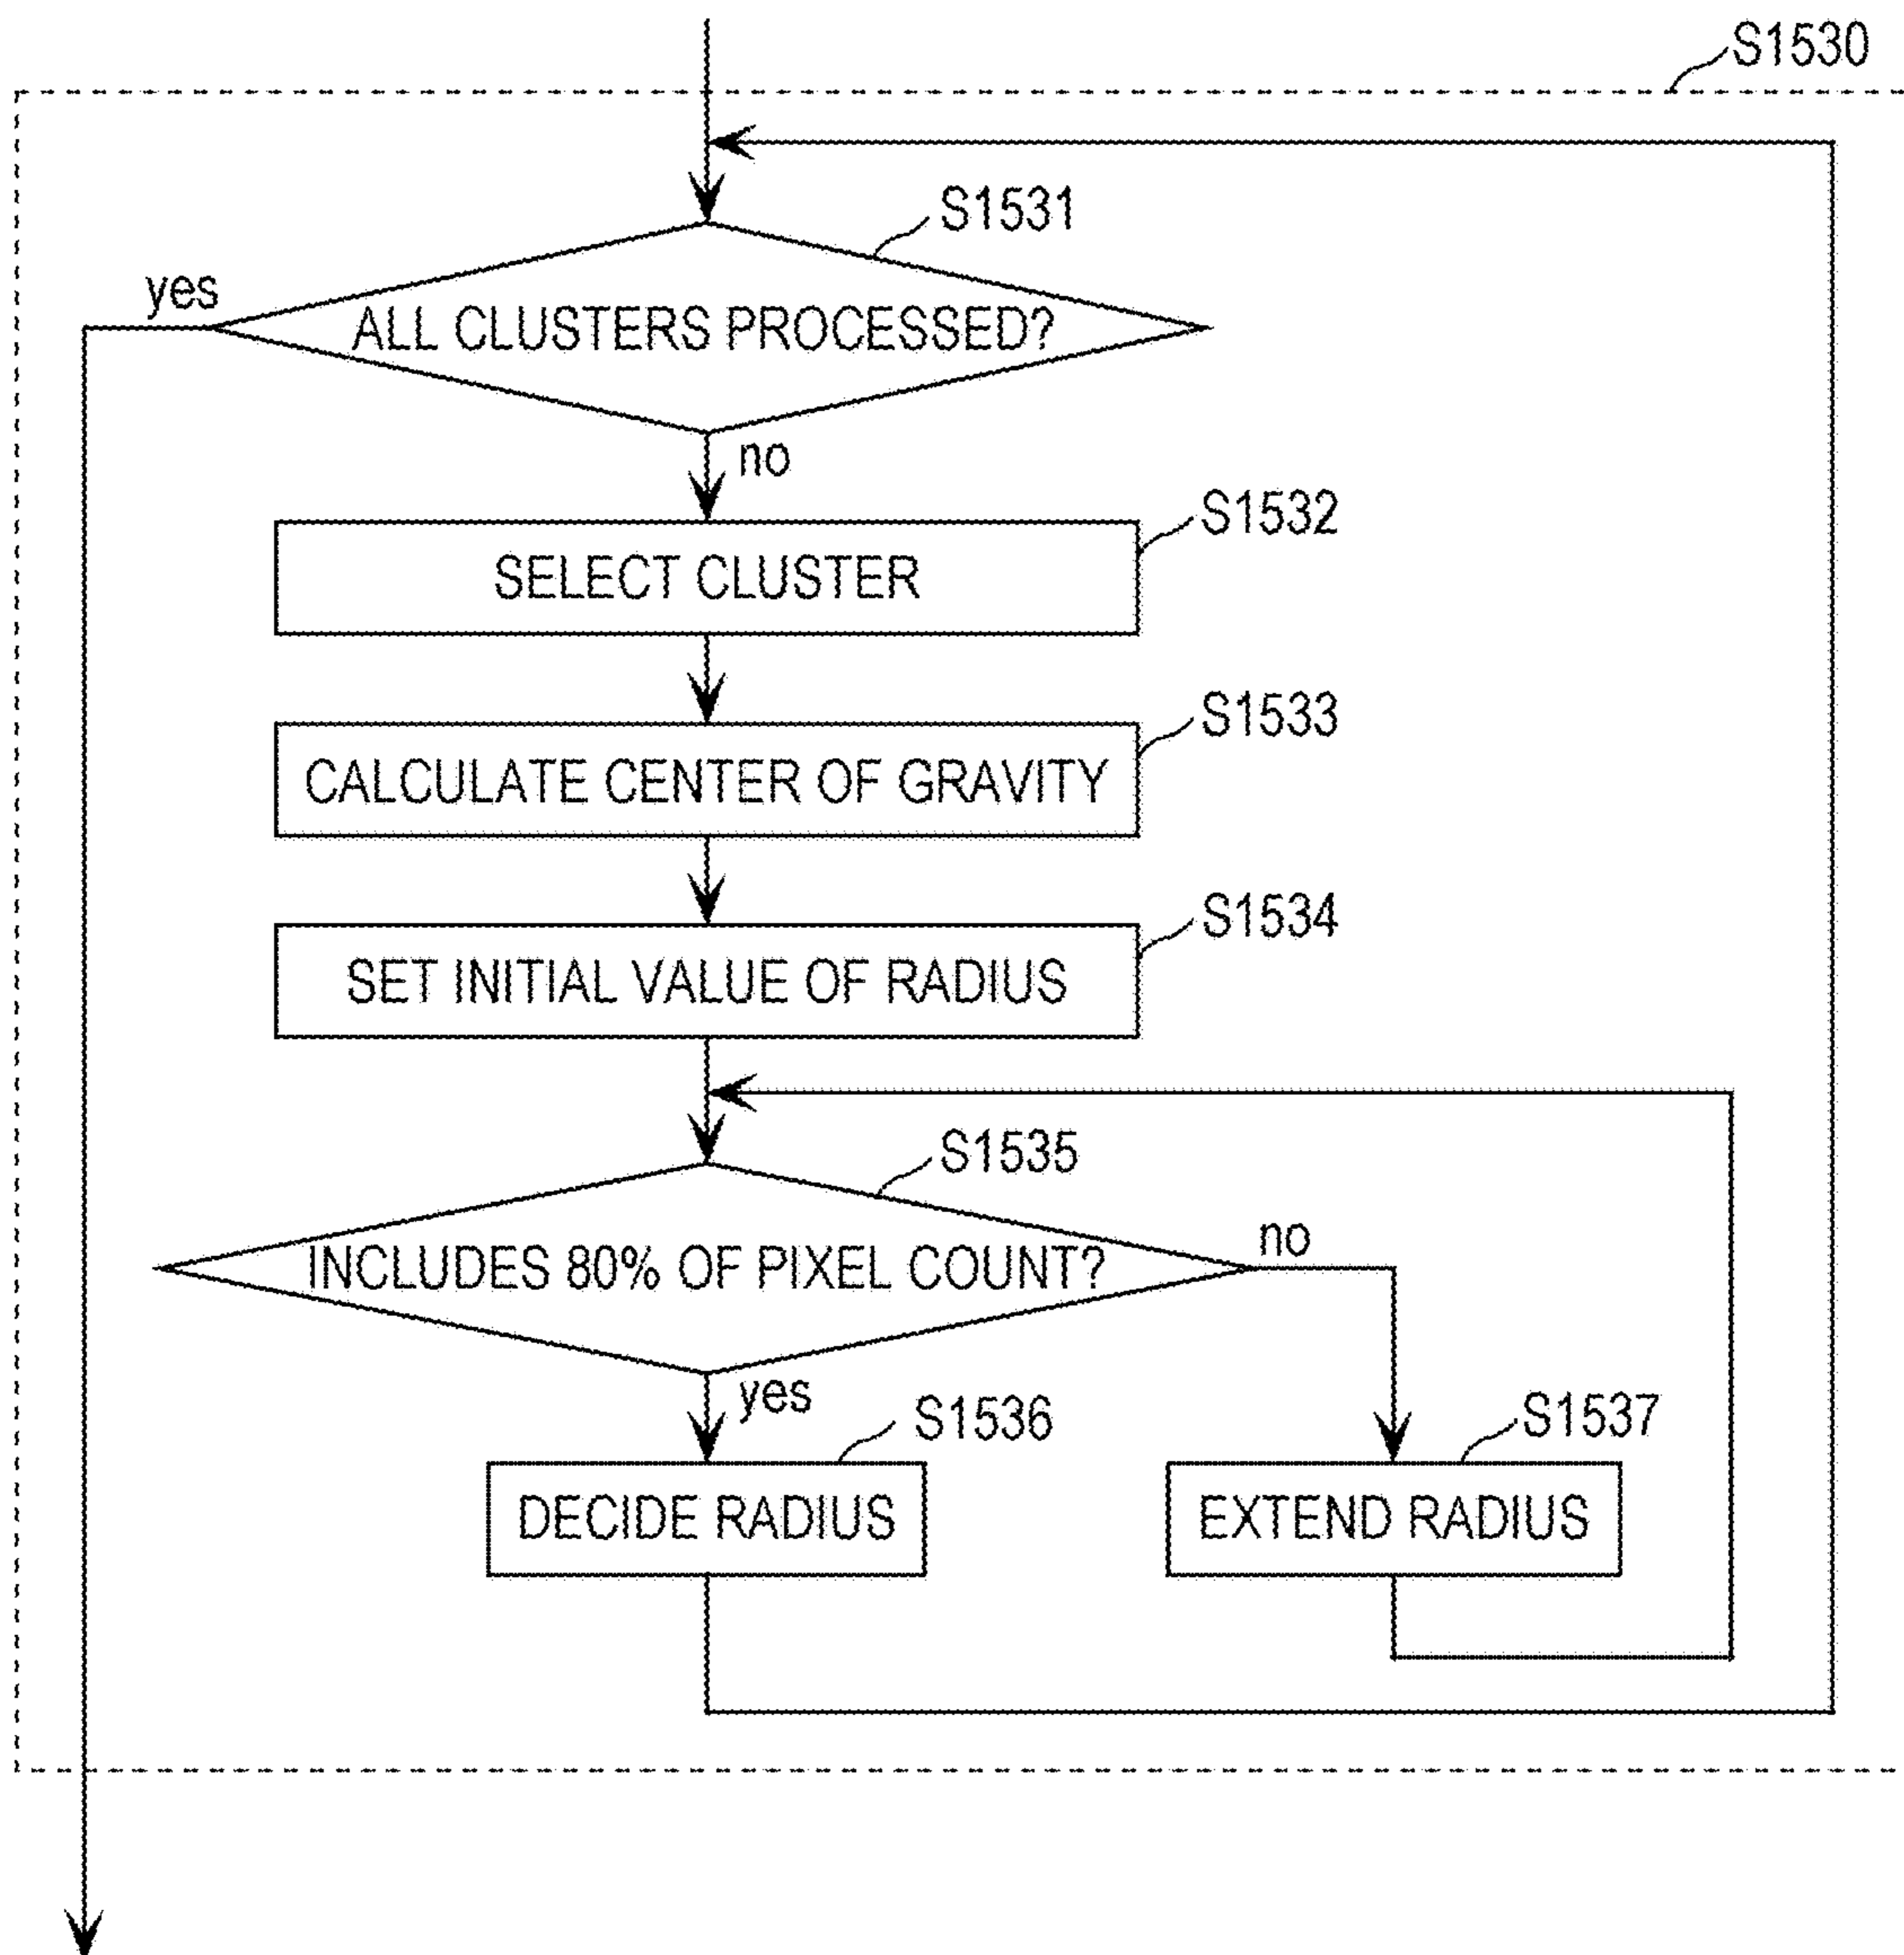 S1530
S1531
yes
ALL CLUSTERS PROCESSED?
no
S1532
SELECT CLUSTER
S1533
CALCULATE CENTER OF GRAVITY
S1534
SET INITIAL VALUE OF RADIUS
S1535
no
INCLUDES 80% OF PIXEL COUNT?
yes
S1536
S1537
DECIDE RADIUS
EXTEND RADIUS